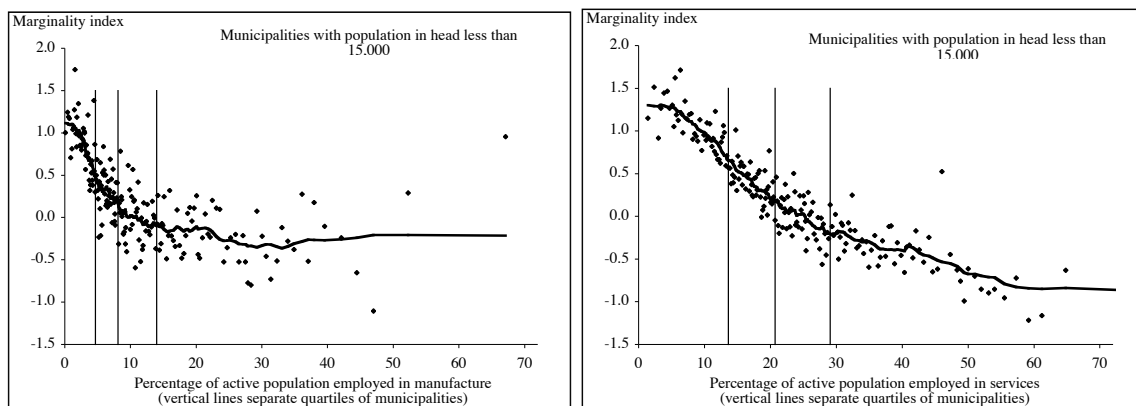 Marginality index
Municipalities with population in head less than
15.000
2.0
1.5
1.0
0.5
0.0
-0.5
-1.0
-1.5
0 10 20 30 40 50 60 70
Percentage of active population employed in manufacture
(vertical lines separate quartiles of municipalities)
Marginality index
Municipalities with population in head less than
15.000
2.0
1.5
1.0
0.5
0.0
-0.5
-1.0
-1.5
0 10 20 30 40 50 60 70
Percentage of active population employed in services
(vertical lines separate quartiles of municipalities)